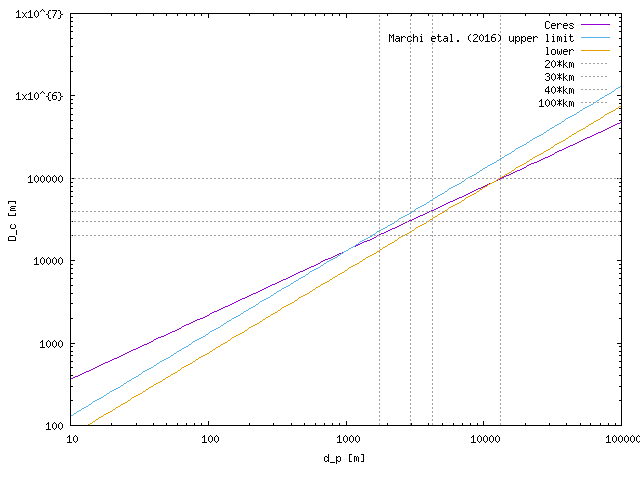 1x10^{7}
1x10^{6}
100000
10000
1000
100
10
100
1000
10000
100000
D_c [m]
d_p [m]
Ceres
Marchi etal. (2016) upper limit
lower
20*km
30*km
40*km
100*km